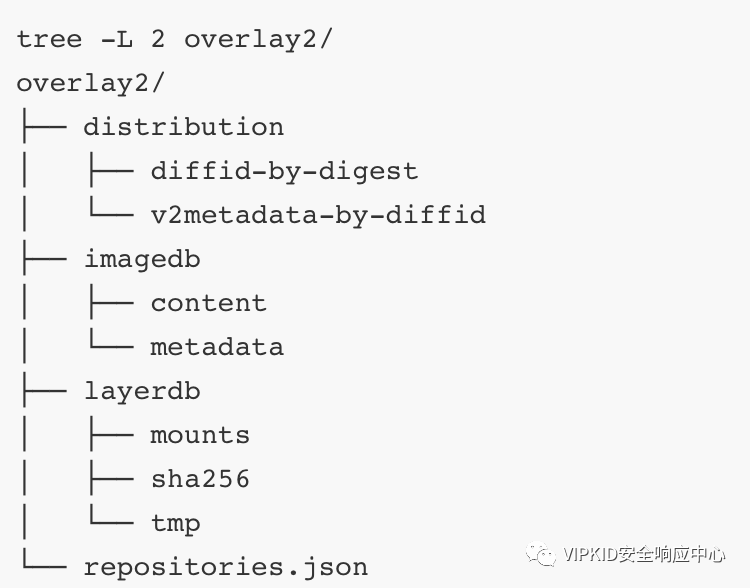 tree -L 2 overlay2/
overlay2/
├── distribution
│   ├── diffid-by-digest
│   └── v2metadata-by-diffid
├── imagedb
│   ├── content
│   └── metadata
├── layerdb
│   ├── mounts
│   ├── sha256
│   └── tmp
└── repositories.json
VIPKID安全响应中心